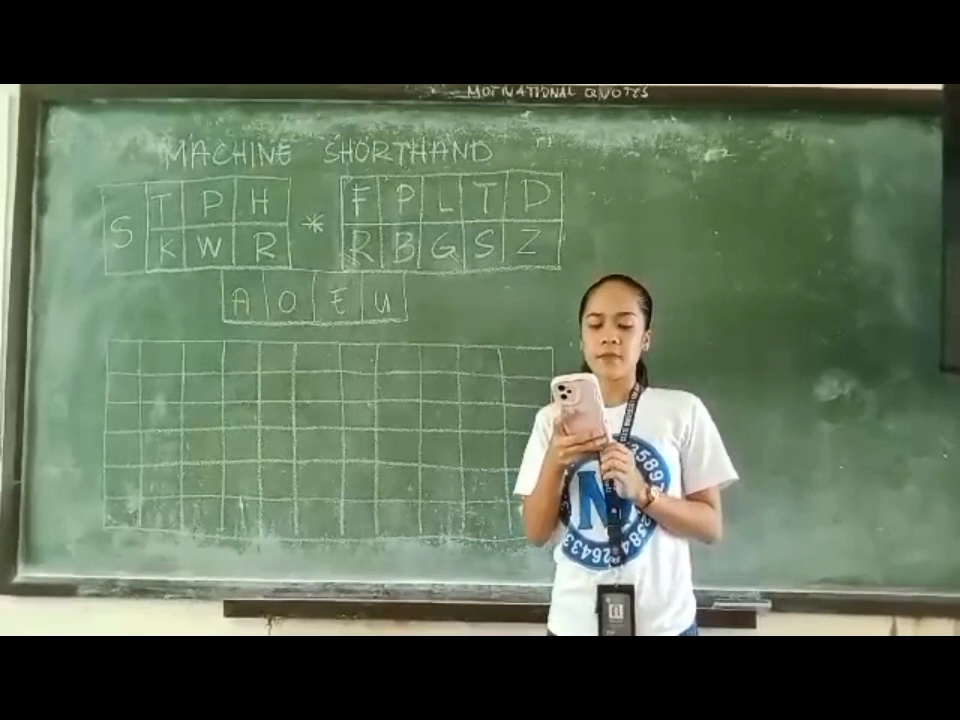 MOTIVATIONAL QUOTES
MACHINE SHORTHAND
S T P H * F P L T D
K W R R B G S Z
A O E U
N